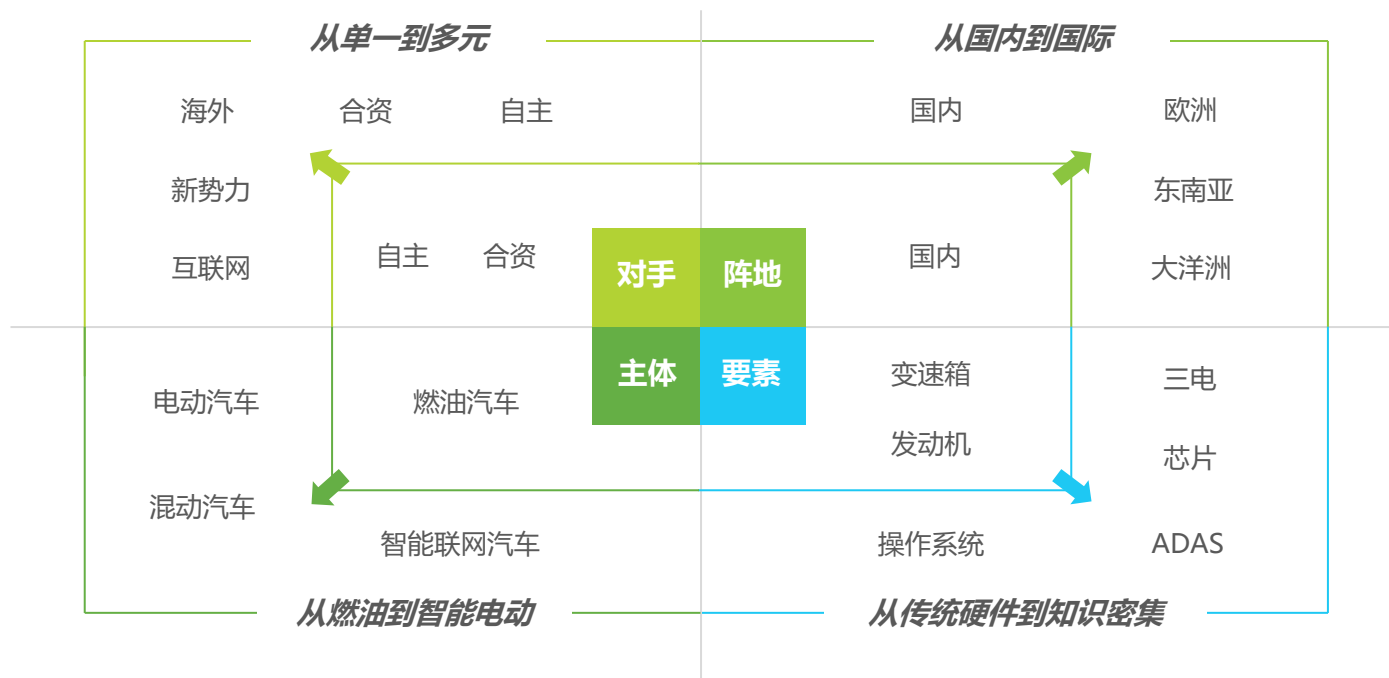 从单一到多元
从国内到国际
海外 合资 自主
国内 欧洲
新势力
东南亚
自主 合资
国内
互联网
大洋洲
对手 阵地
主体 要素
电动汽车
燃油汽车
变速箱
三电
发动机
芯片
混动汽车
智能联网汽车
操作系统 ADAS
从燃油到智能电动
从传统硬件到知识密集